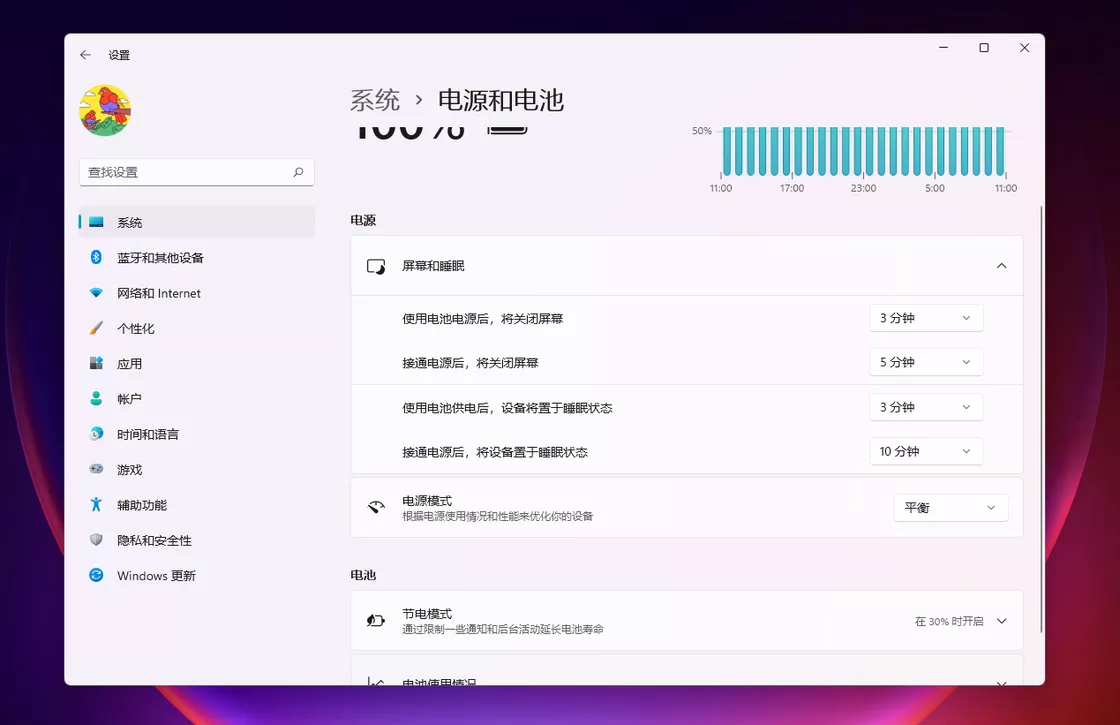 设置
系统 › 电源和电池
100%
50%
11:00 17:00 23:00 5:00 11:00
查找设置
系统
蓝牙和其他设备
网络和 Internet
个性化
应用
帐户
时间和语言
游戏
辅助功能
隐私和安全性
Windows 更新
电源
屏幕和睡眠
使用电池电源后，将关闭屏幕 3 分钟
接通电源后，将关闭屏幕 5 分钟
使用电池供电后，设备将置于睡眠状态 3 分钟
接通电源后，将设备置于睡眠状态 10 分钟
电源模式
根据电源使用情况和性能来优化你的设备
平衡
电池
节电模式
通过限制一些通知和后台活动延长电池寿命
在 30% 时开启
电池使用情况